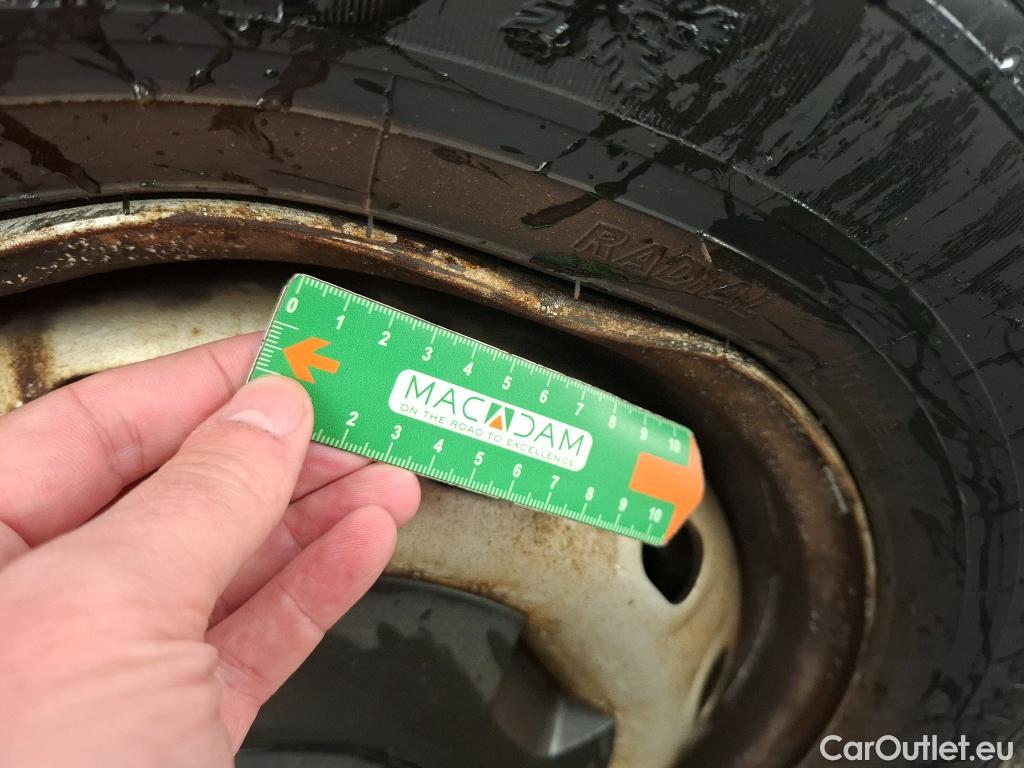 RADIAL
0 1 2 3 4 5 6 7 8 9 10
MACADAM
ON THE ROAD TO EXCELLENCE
2 3 4 5 6 7 8 9 10
CarOutlet.eu